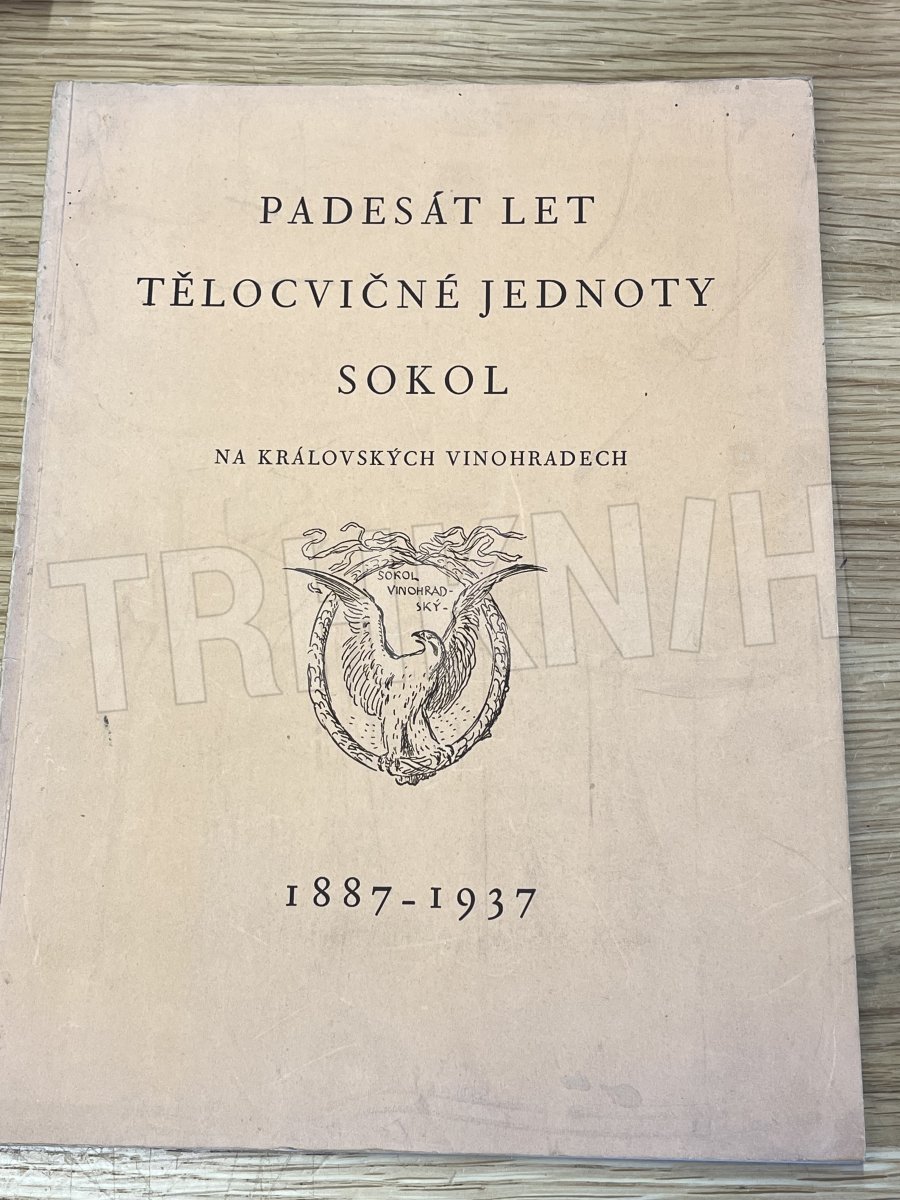 PADESÁT LET
TĚLOCVIČNÉ JEDNOTY
SOKOL
NA KRÁLOVSKÝCH VINOHRADECH
SOKOL
VINOHRAD-
SKÝ-
1887-1937